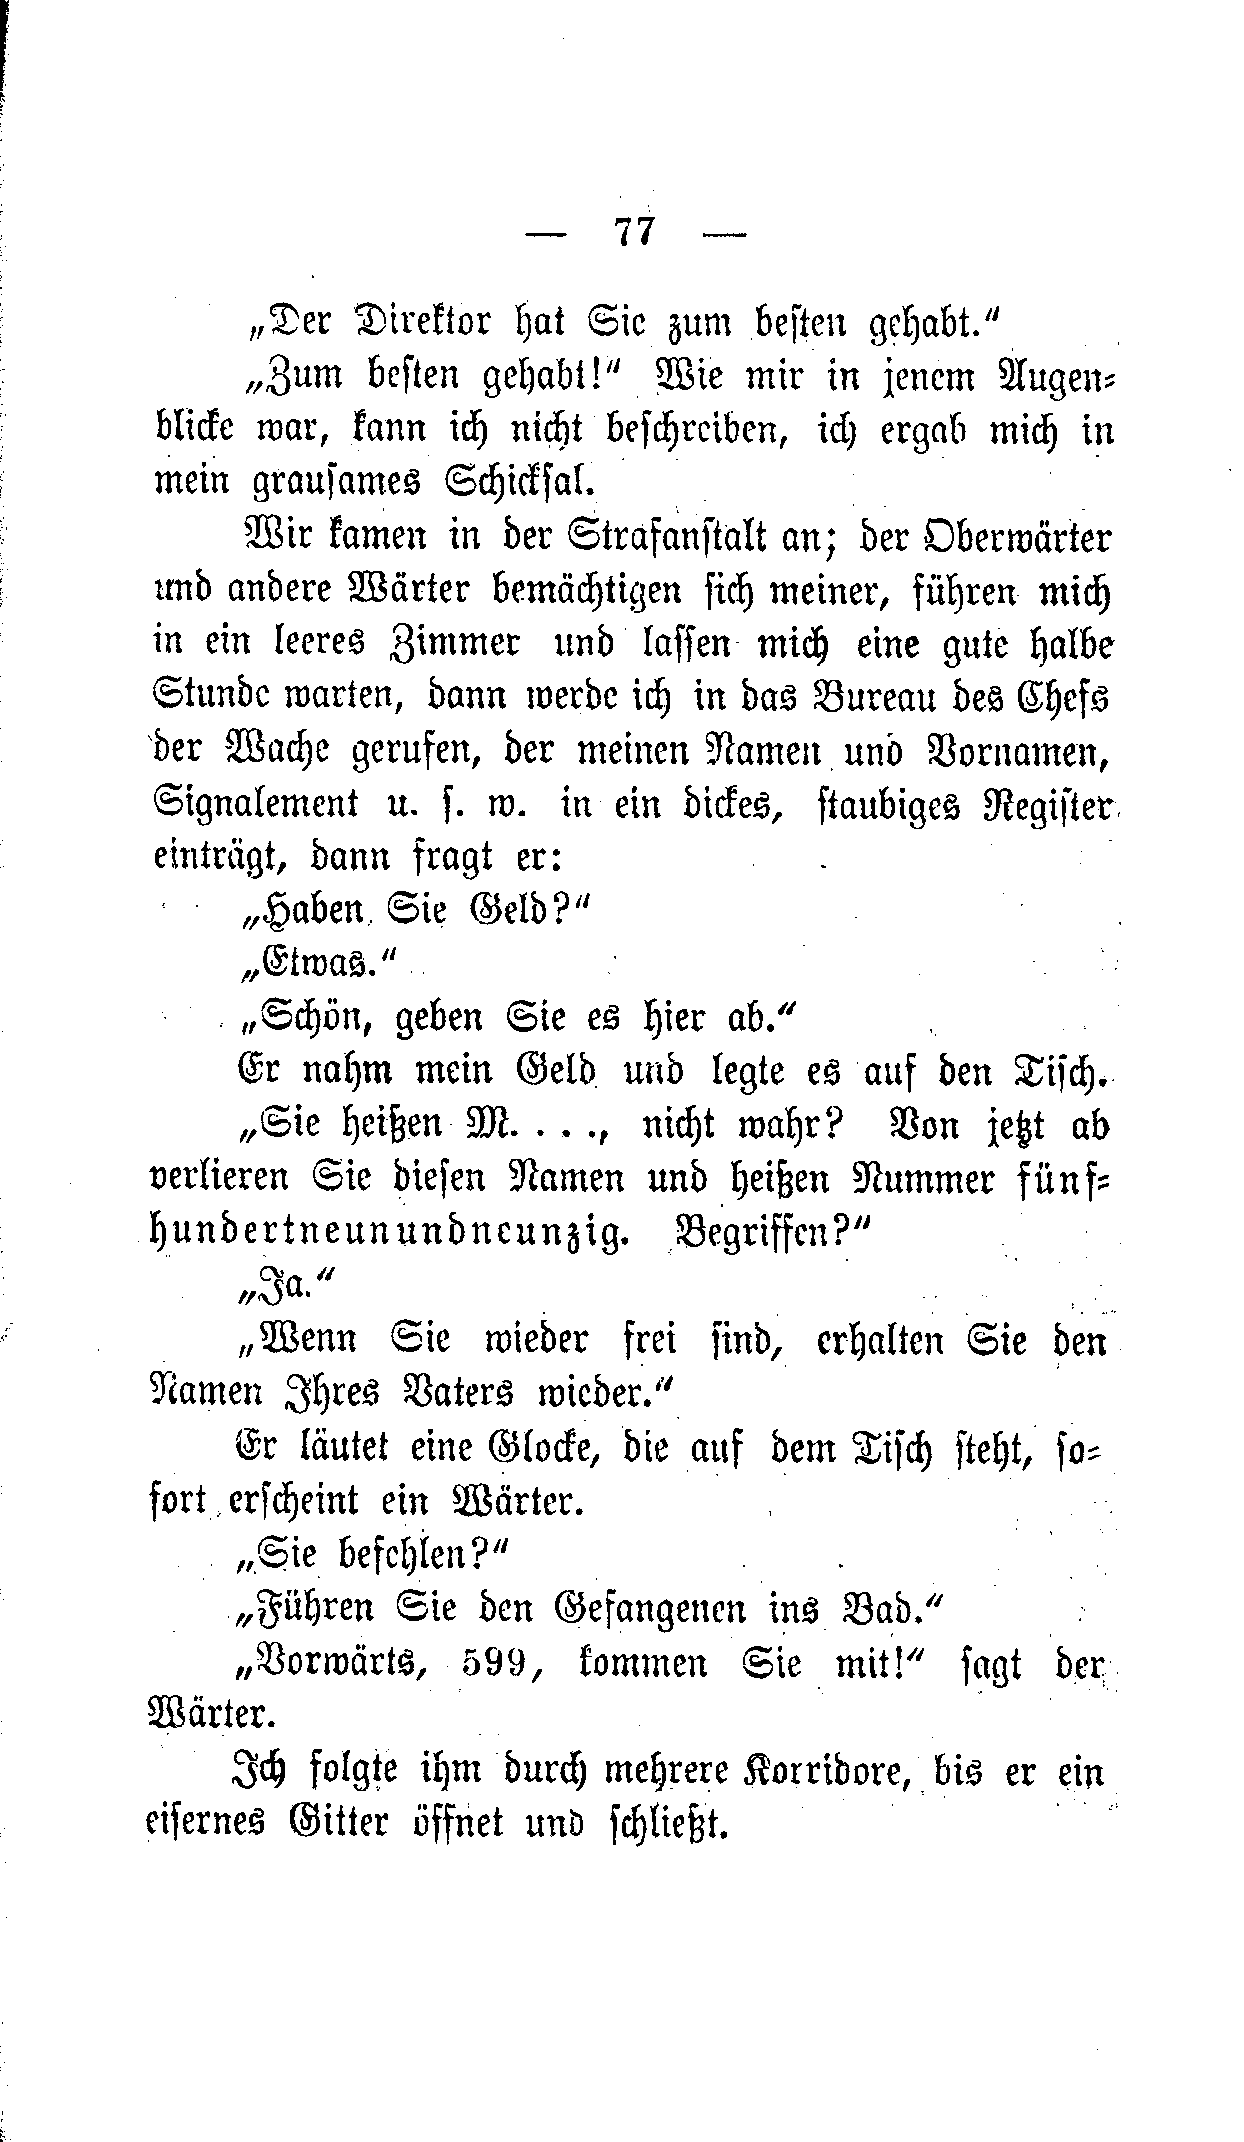 — 77 —
„Der Direktor hat Sie zum besten gehabt.“
„Zum besten gehabt!“ Wie mir in jenem Augen-
blicke war, kann ich nicht beschreiben, ich ergab mich in
mein grausames Schicksal.
Wir kamen in der Strafanstalt an; der Oberwärter
und andere Wärter bemächtigen sich meiner, führen mich
in ein leeres Zimmer und lassen mich eine gute halbe
Stunde warten, dann werde ich in das Bureau des Chefs
der Wache gerufen, der meinen Namen und Vornamen,
Signalement u. s. w. in ein dickes, staubiges Register
einträgt, dann fragt er:
„Haben Sie Geld?“
„Etwas.“
„Schön, geben Sie es hier ab.“
Er nahm mein Geld und legte es auf den Tisch.
„Sie heißen M. . . ., nicht wahr? Von jetzt ab
verlieren Sie diesen Namen und heißen Nummer fünf-
hundertneunundneunzig. Begriffen?“
„Ja.“
„Wenn Sie wieder frei sind, erhalten Sie den
Namen Ihres Vaters wieder.“
Er läutet eine Glocke, die auf dem Tisch steht, so-
fort erscheint ein Wärter.
„Sie befehlen?“
„Führen Sie den Gefangenen ins Bad.“
„Vorwärts, 599, kommen Sie mit!“ sagt der
Wärter.
Ich folgte ihm durch mehrere Korridore, bis er ein
eisernes Gitter öffnet und schließt.